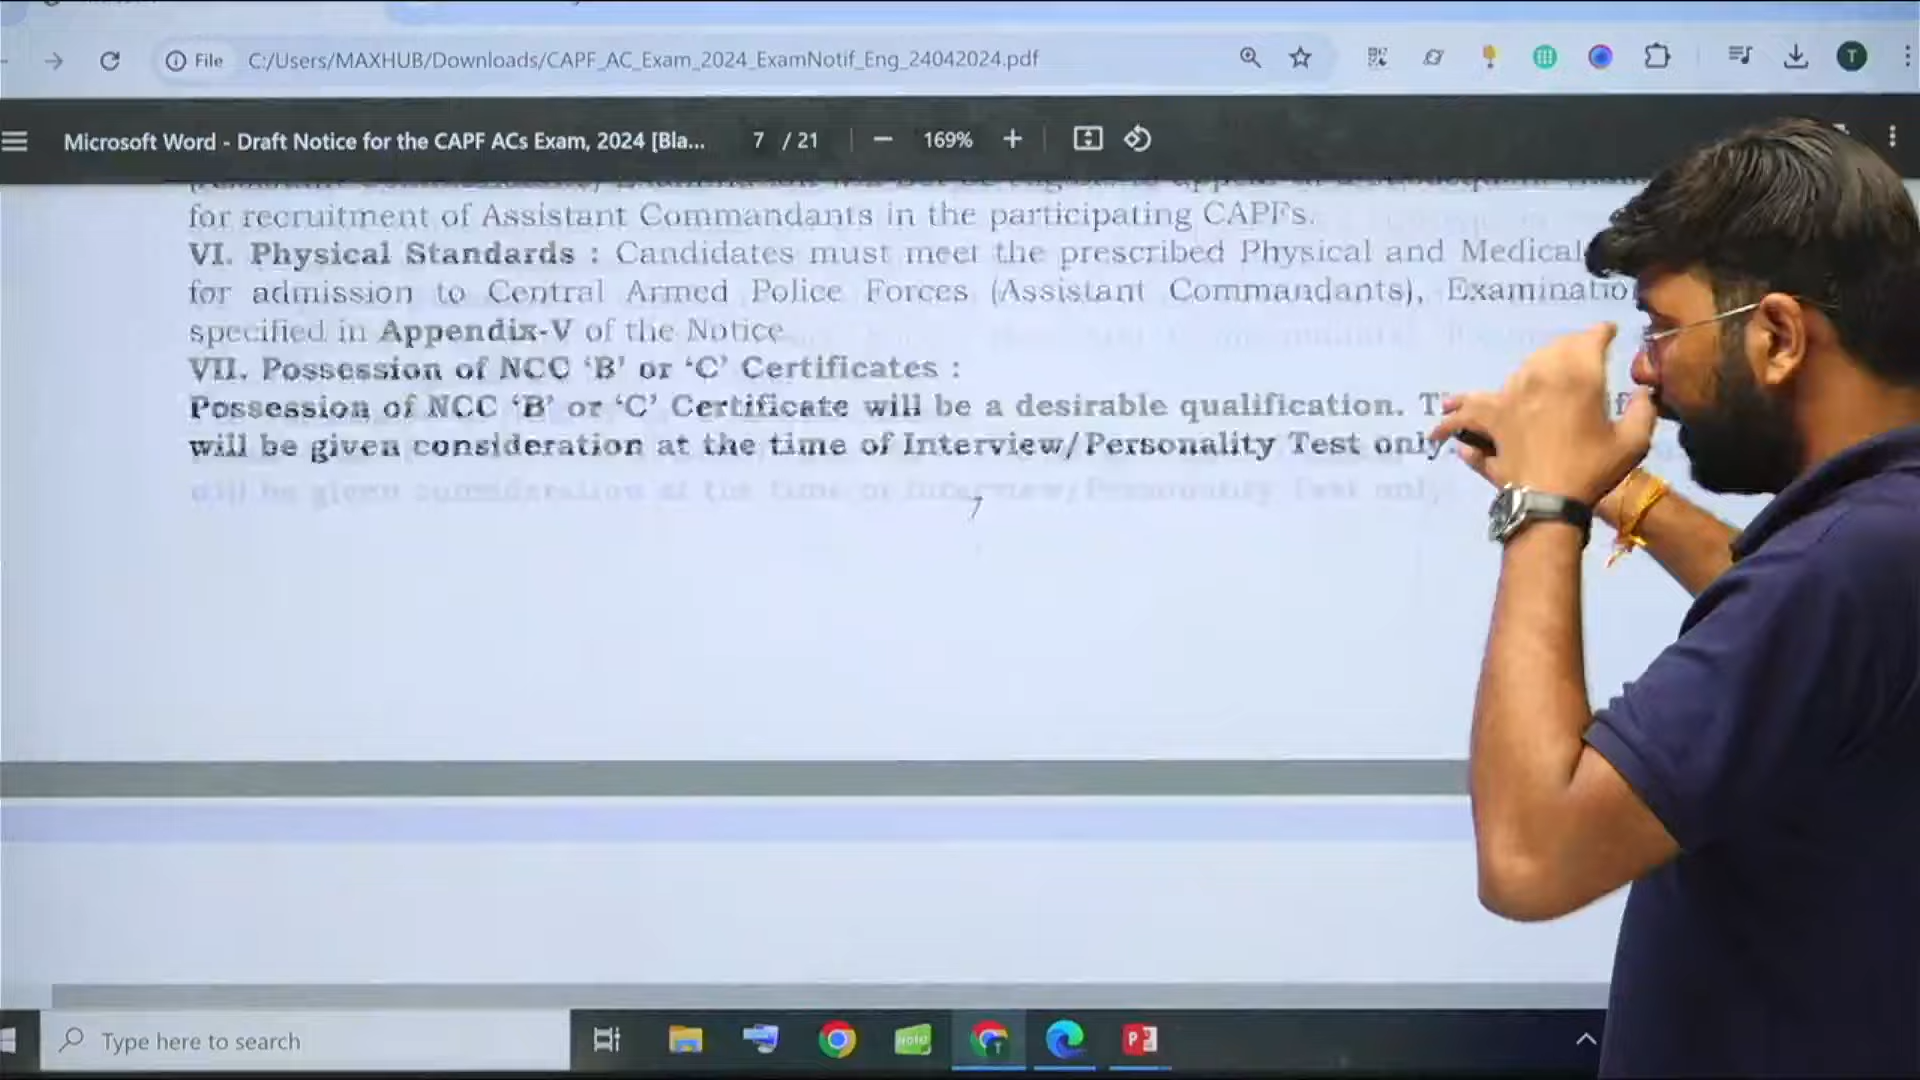 File C:/Users/MAXHUB/Downloads/CAPF_AC_Exam_2024_ExamNotif_Eng_24042024.pdf
T
Microsoft Word - Draft Notice for the CAPF ACs Exam, 2024 [Bla... 7 / 21 169%
for recruitment of Assistant Commandants in the participating CAPFs.
VI. Physical Standards : Candidates must meet the prescribed Physical and Medical
for admission to Central Armed Police Forces (Assistant Commandants), Examinatio
specified in Appendix-V of the Notice
VII. Possession of NCC ‘B’ or ‘C’ Certificates :
Possession of NCC ‘B’ or ‘C’ Certificate will be a desirable qualification.
will be given consideration at the time of Interview/Personality Test only.
7
Type here to search